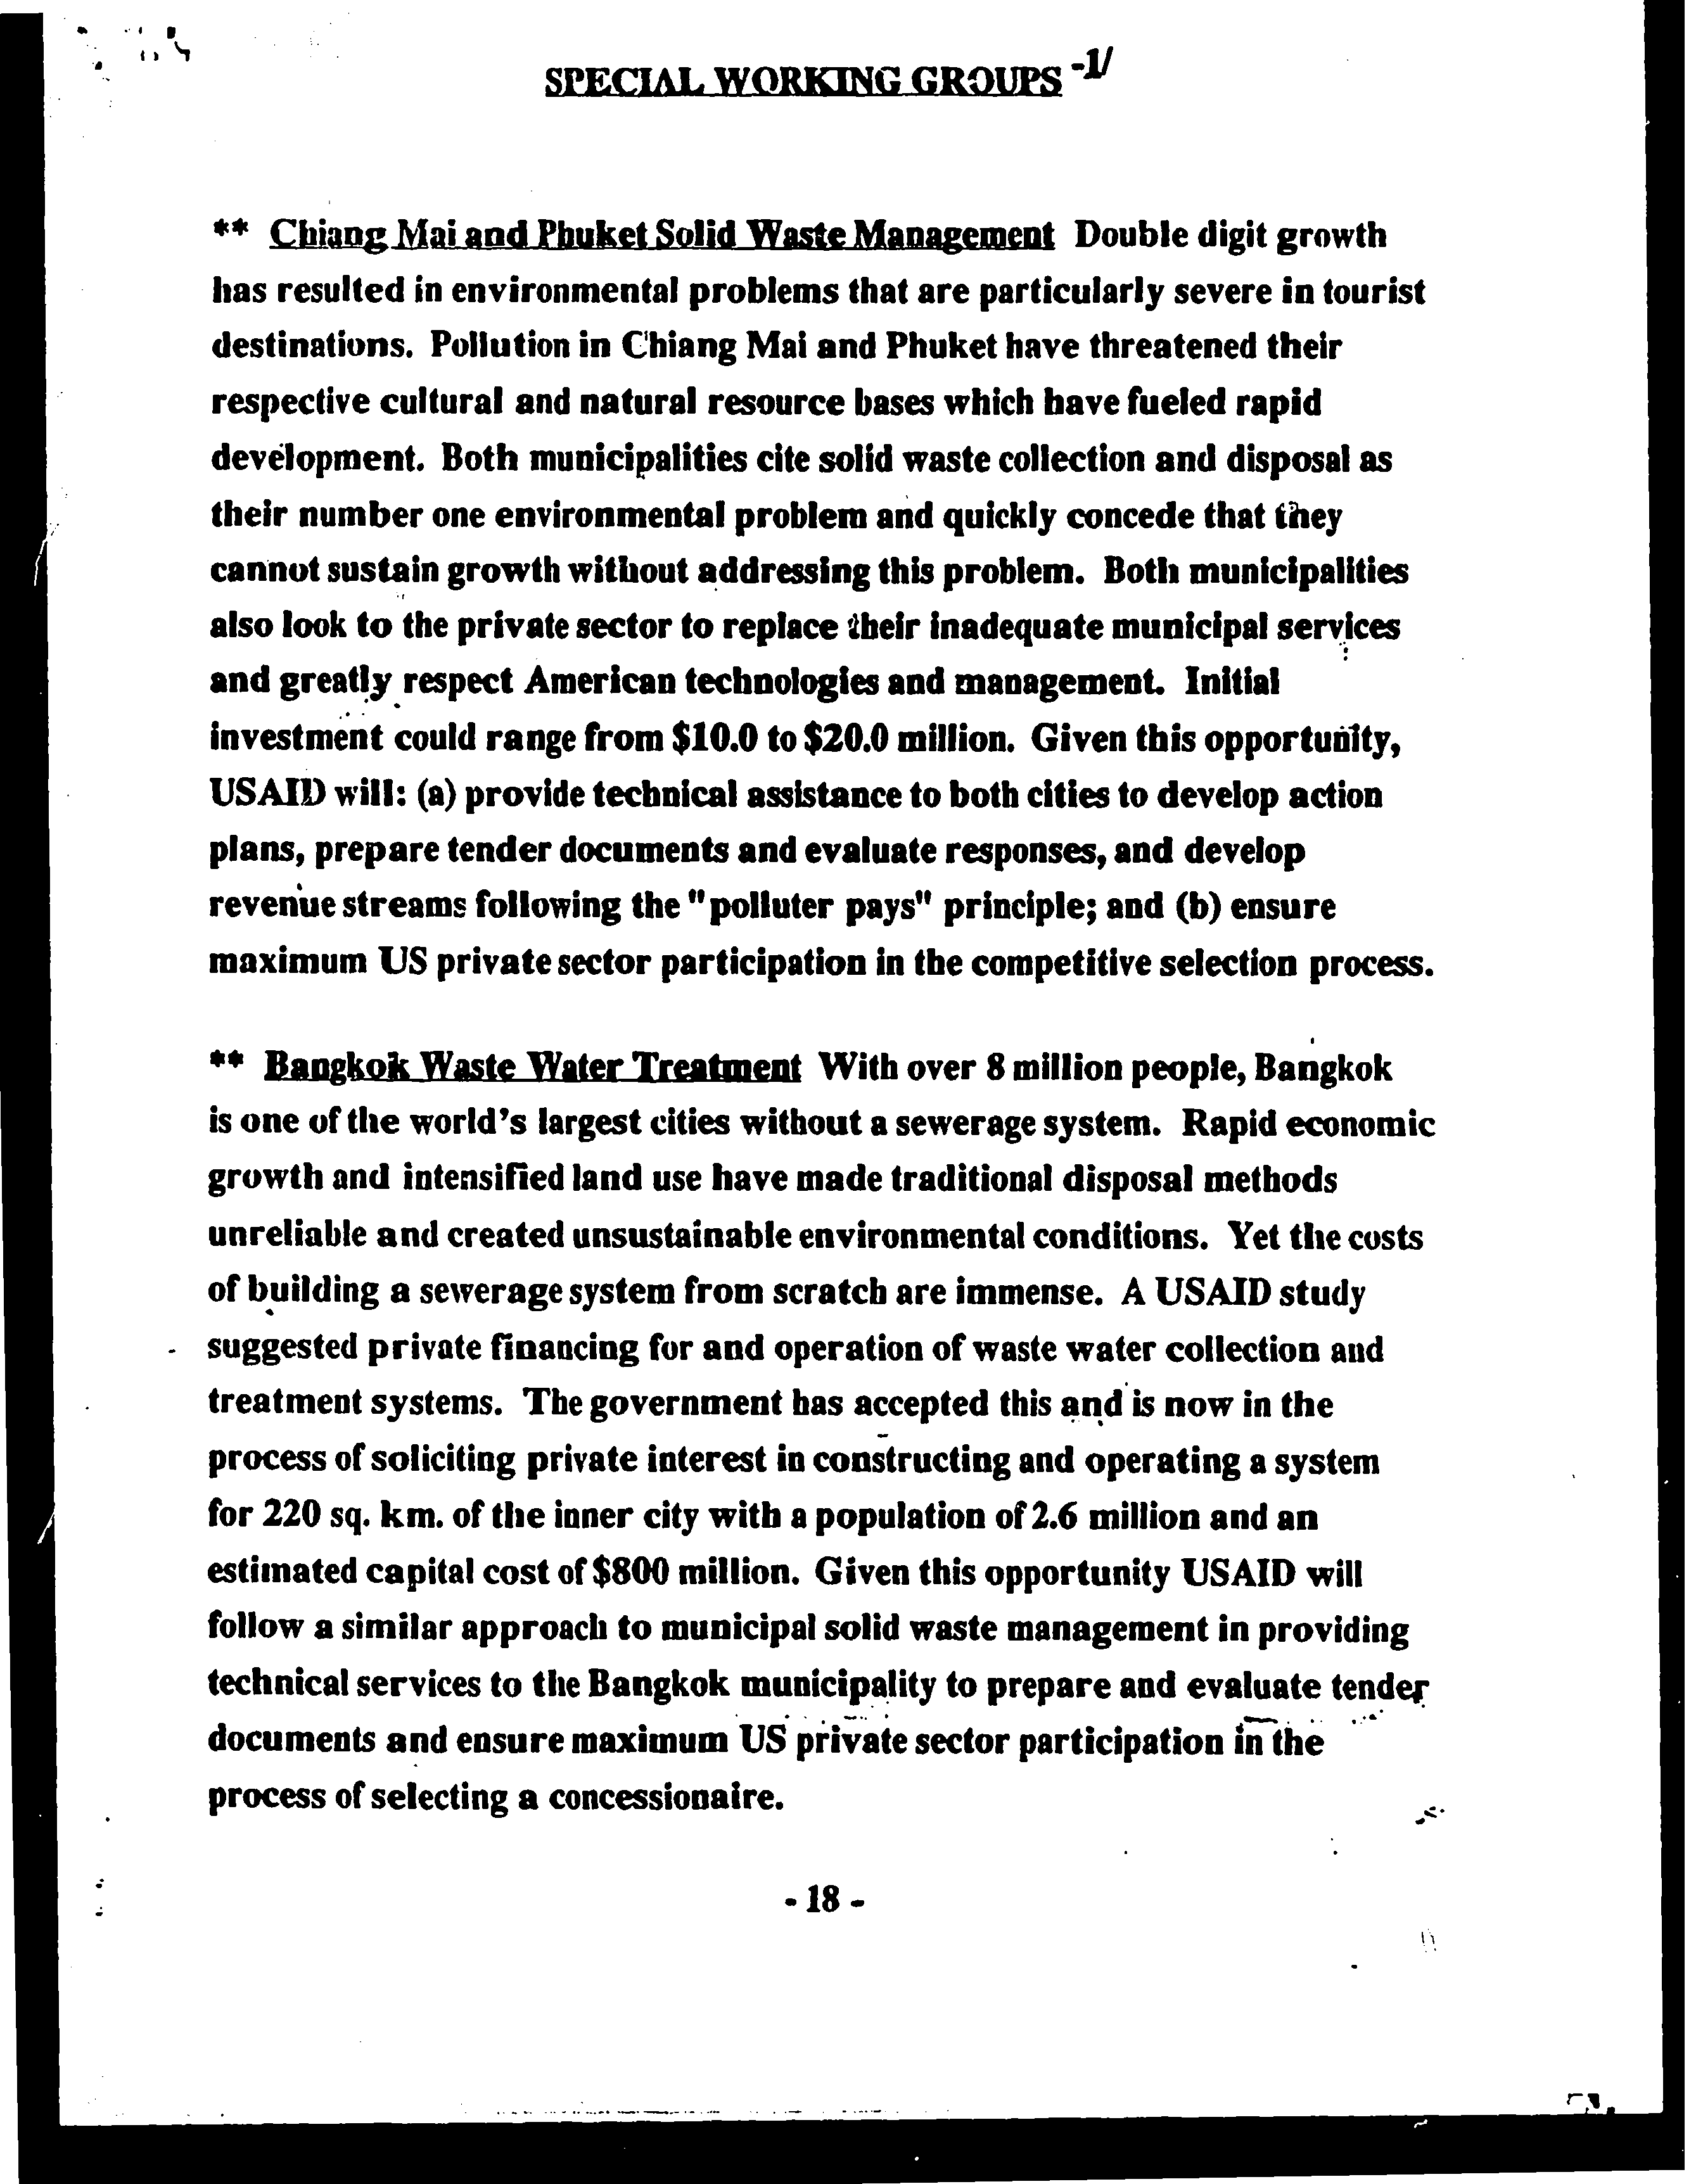 SPECIAL WORKING GROUPS -1/
** Chiang Mai and Phuket Solid Waste Management Double digit growth
has resulted in environmental problems that are particularly severe in tourist
destinations. Pollution in Chiang Mai and Phuket have threatened their
respective cultural and natural resource bases which have fueled rapid
development. Both municipalities cite solid waste collection and disposal as
their number one environmental problem and quickly concede that they
cannot sustain growth without addressing this problem. Both municipalities
also look to the private sector to replace their inadequate municipal services
and greatly respect American technologies and management. Initial
investment could range from $10.0 to $20.0 million. Given this opportunity,
USAID will: (a) provide technical assistance to both cities to develop action
plans, prepare tender documents and evaluate responses, and develop
revenue streams following the "polluter pays" principle; and (b) ensure
maximum US private sector participation in the competitive selection process.
** Bangkok Waste Water Treatment With over 8 million people, Bangkok
is one of the world's largest cities without a sewerage system. Rapid economic
growth and intensified land use have made traditional disposal methods
unreliable and created unsustainable environmental conditions. Yet the costs
of building a sewerage system from scratch are immense. A USAID study
suggested private financing for and operation of waste water collection and
treatment systems. The government has accepted this and is now in the
process of soliciting private interest in constructing and operating a system
for 220 sq. km. of the inner city with a population of 2.6 million and an
estimated capital cost of $800 million. Given this opportunity USAID will
follow a similar approach to municipal solid waste management in providing
technical services to the Bangkok municipality to prepare and evaluate tender
documents and ensure maximum US private sector participation in the
process of selecting a concessionaire.
- 18 -